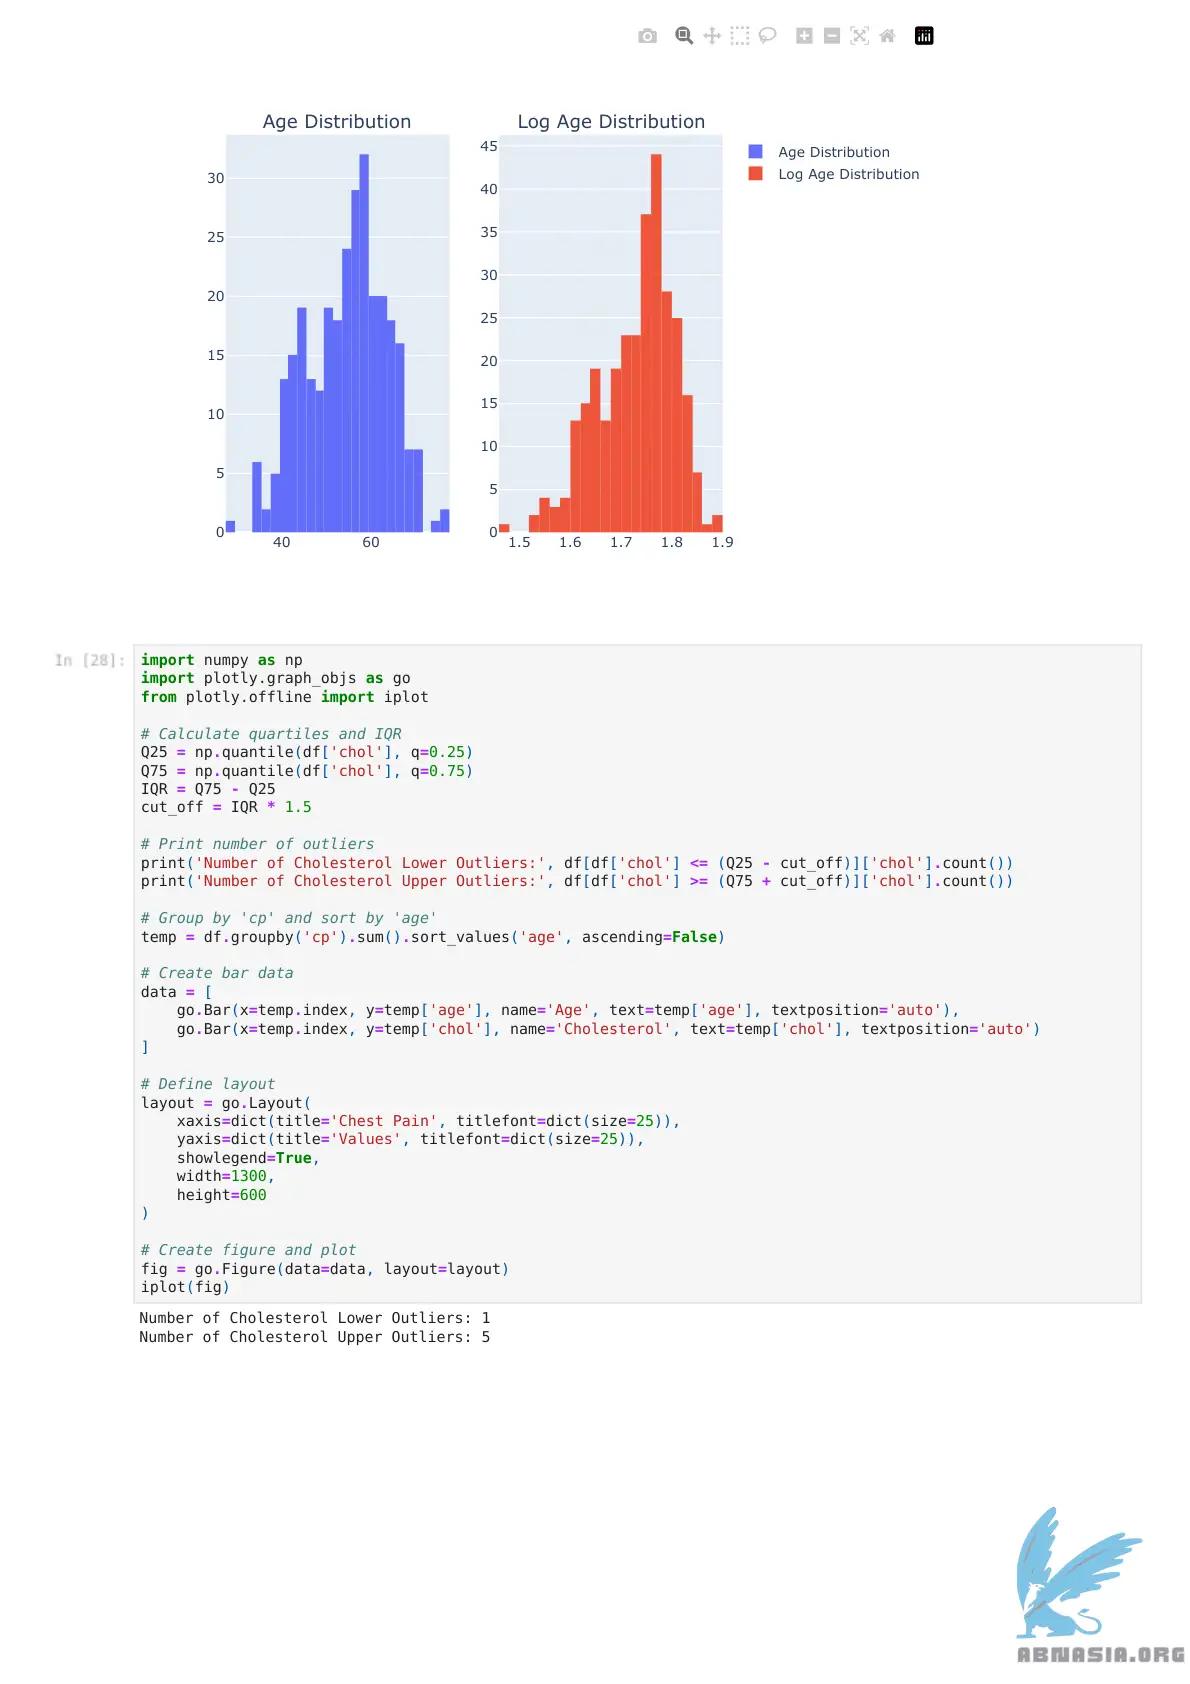 Age Distribution
Log Age Distribution
Age Distribution
Log Age Distribution
30
25
20
15
10
5
0
40
60
45
40
35
30
25
20
15
10
5
0
1.5
1.6
1.7
1.8
1.9
In [28]:
import numpy as np
import plotly.graph_objs as go
from plotly.offline import iplot
# Calculate quartiles and IQR
Q25 = np.quantile(df['chol'], q=0.25)
Q75 = np.quantile(df['chol'], q=0.75)
IQR = Q75 - Q25
cut_off = IQR * 1.5
# Print number of outliers
print('Number of Cholesterol Lower Outliers:', df[df['chol'] <= (Q25 - cut_off)]['chol'].count())
print('Number of Cholesterol Upper Outliers:', df[df['chol'] >= (Q75 + cut_off)]['chol'].count())
# Group by 'cp' and sort by 'age'
temp = df.groupby('cp').sum().sort_values('age', ascending=False)
# Create bar data
data = [
    go.Bar(x=temp.index, y=temp['age'], name='Age', text=temp['age'], textposition='auto'),
    go.Bar(x=temp.index, y=temp['chol'], name='Cholesterol', text=temp['chol'], textposition='auto')
]
# Define layout
layout = go.Layout(
    xaxis=dict(title='Chest Pain', titlefont=dict(size=25)),
    yaxis=dict(title='Values', titlefont=dict(size=25)),
    showlegend=True,
    width=1300,
    height=600
)
# Create figure and plot
fig = go.Figure(data=data, layout=layout)
iplot(fig)
Number of Cholesterol Lower Outliers: 1
Number of Cholesterol Upper Outliers: 5
ABNASIA.ORG